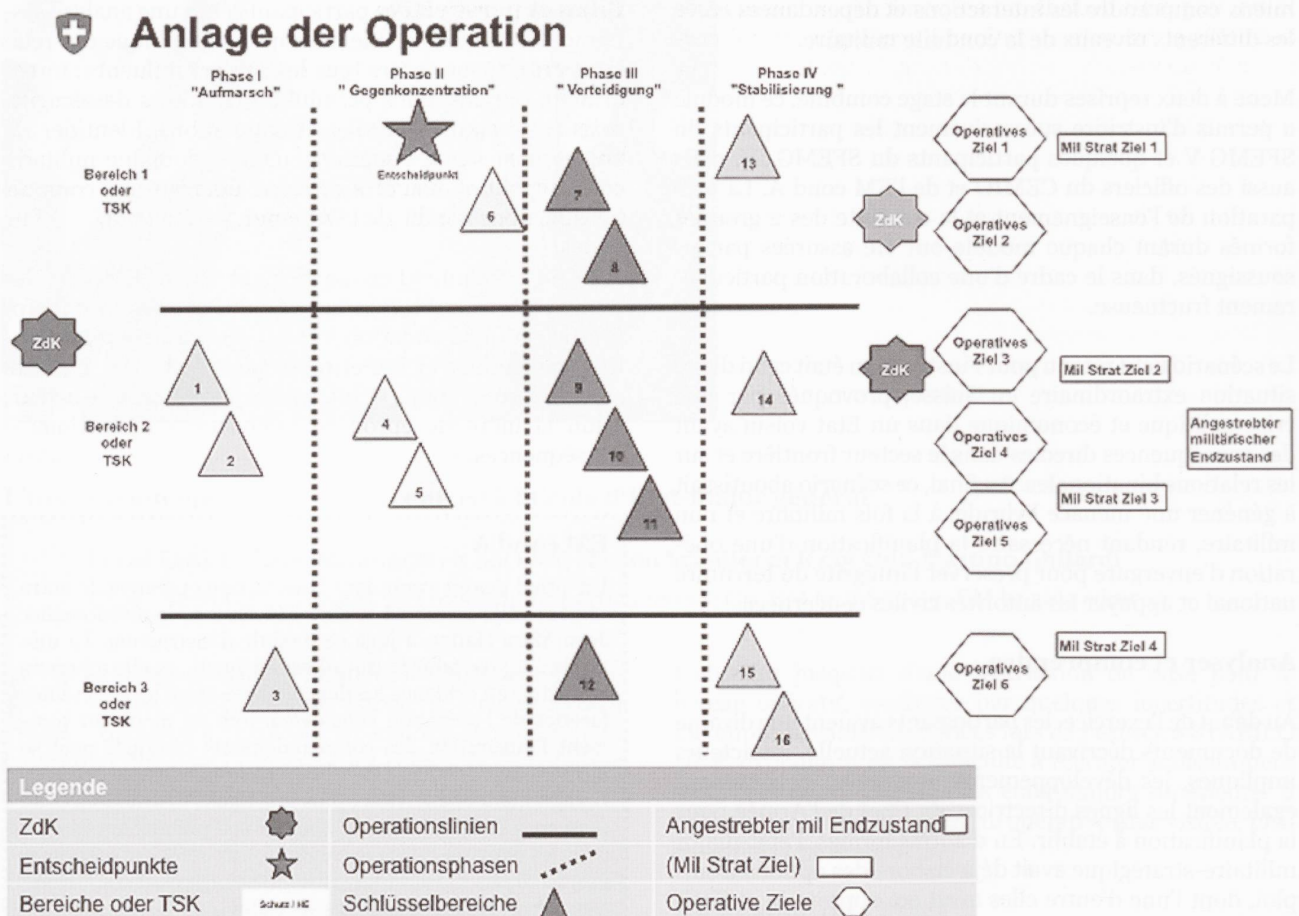 Anlage der Operation
Phase I
"Aufmarsch"
Phase II
" Gegenkonzentration"
Phase III
" Verteidigung"
Phase IV
"Stabilisierung"
Entscheidpunkt
Bereich 1
oder
TSK
6
7
8
13
Operatives
Ziel 1
Mil Strat Ziel 1
ZdK
Operatives
Ziel 2
ZdK
Bereich 2
oder
TSK
1
2
4
5
9
10
11
14
ZdK
Operatives
Ziel 3
Mil Strat Ziel 2
Operatives
Ziel 4
Angestrebter
militärischer
Endzustand
Mil Strat Ziel 3
Operatives
Ziel 5
Bereich 3
oder
TSK
3
12
15
16
Mil Strat Ziel 4
Operatives
Ziel 6
Legende
ZdK
Operationslinien
Angestrebter mil Endzustand
Entscheidpunkte
Operationsphasen
(Mil Strat Ziel)
Bereiche oder TSK
Schutz / HE
Schlüsselbereiche
Operative Ziele